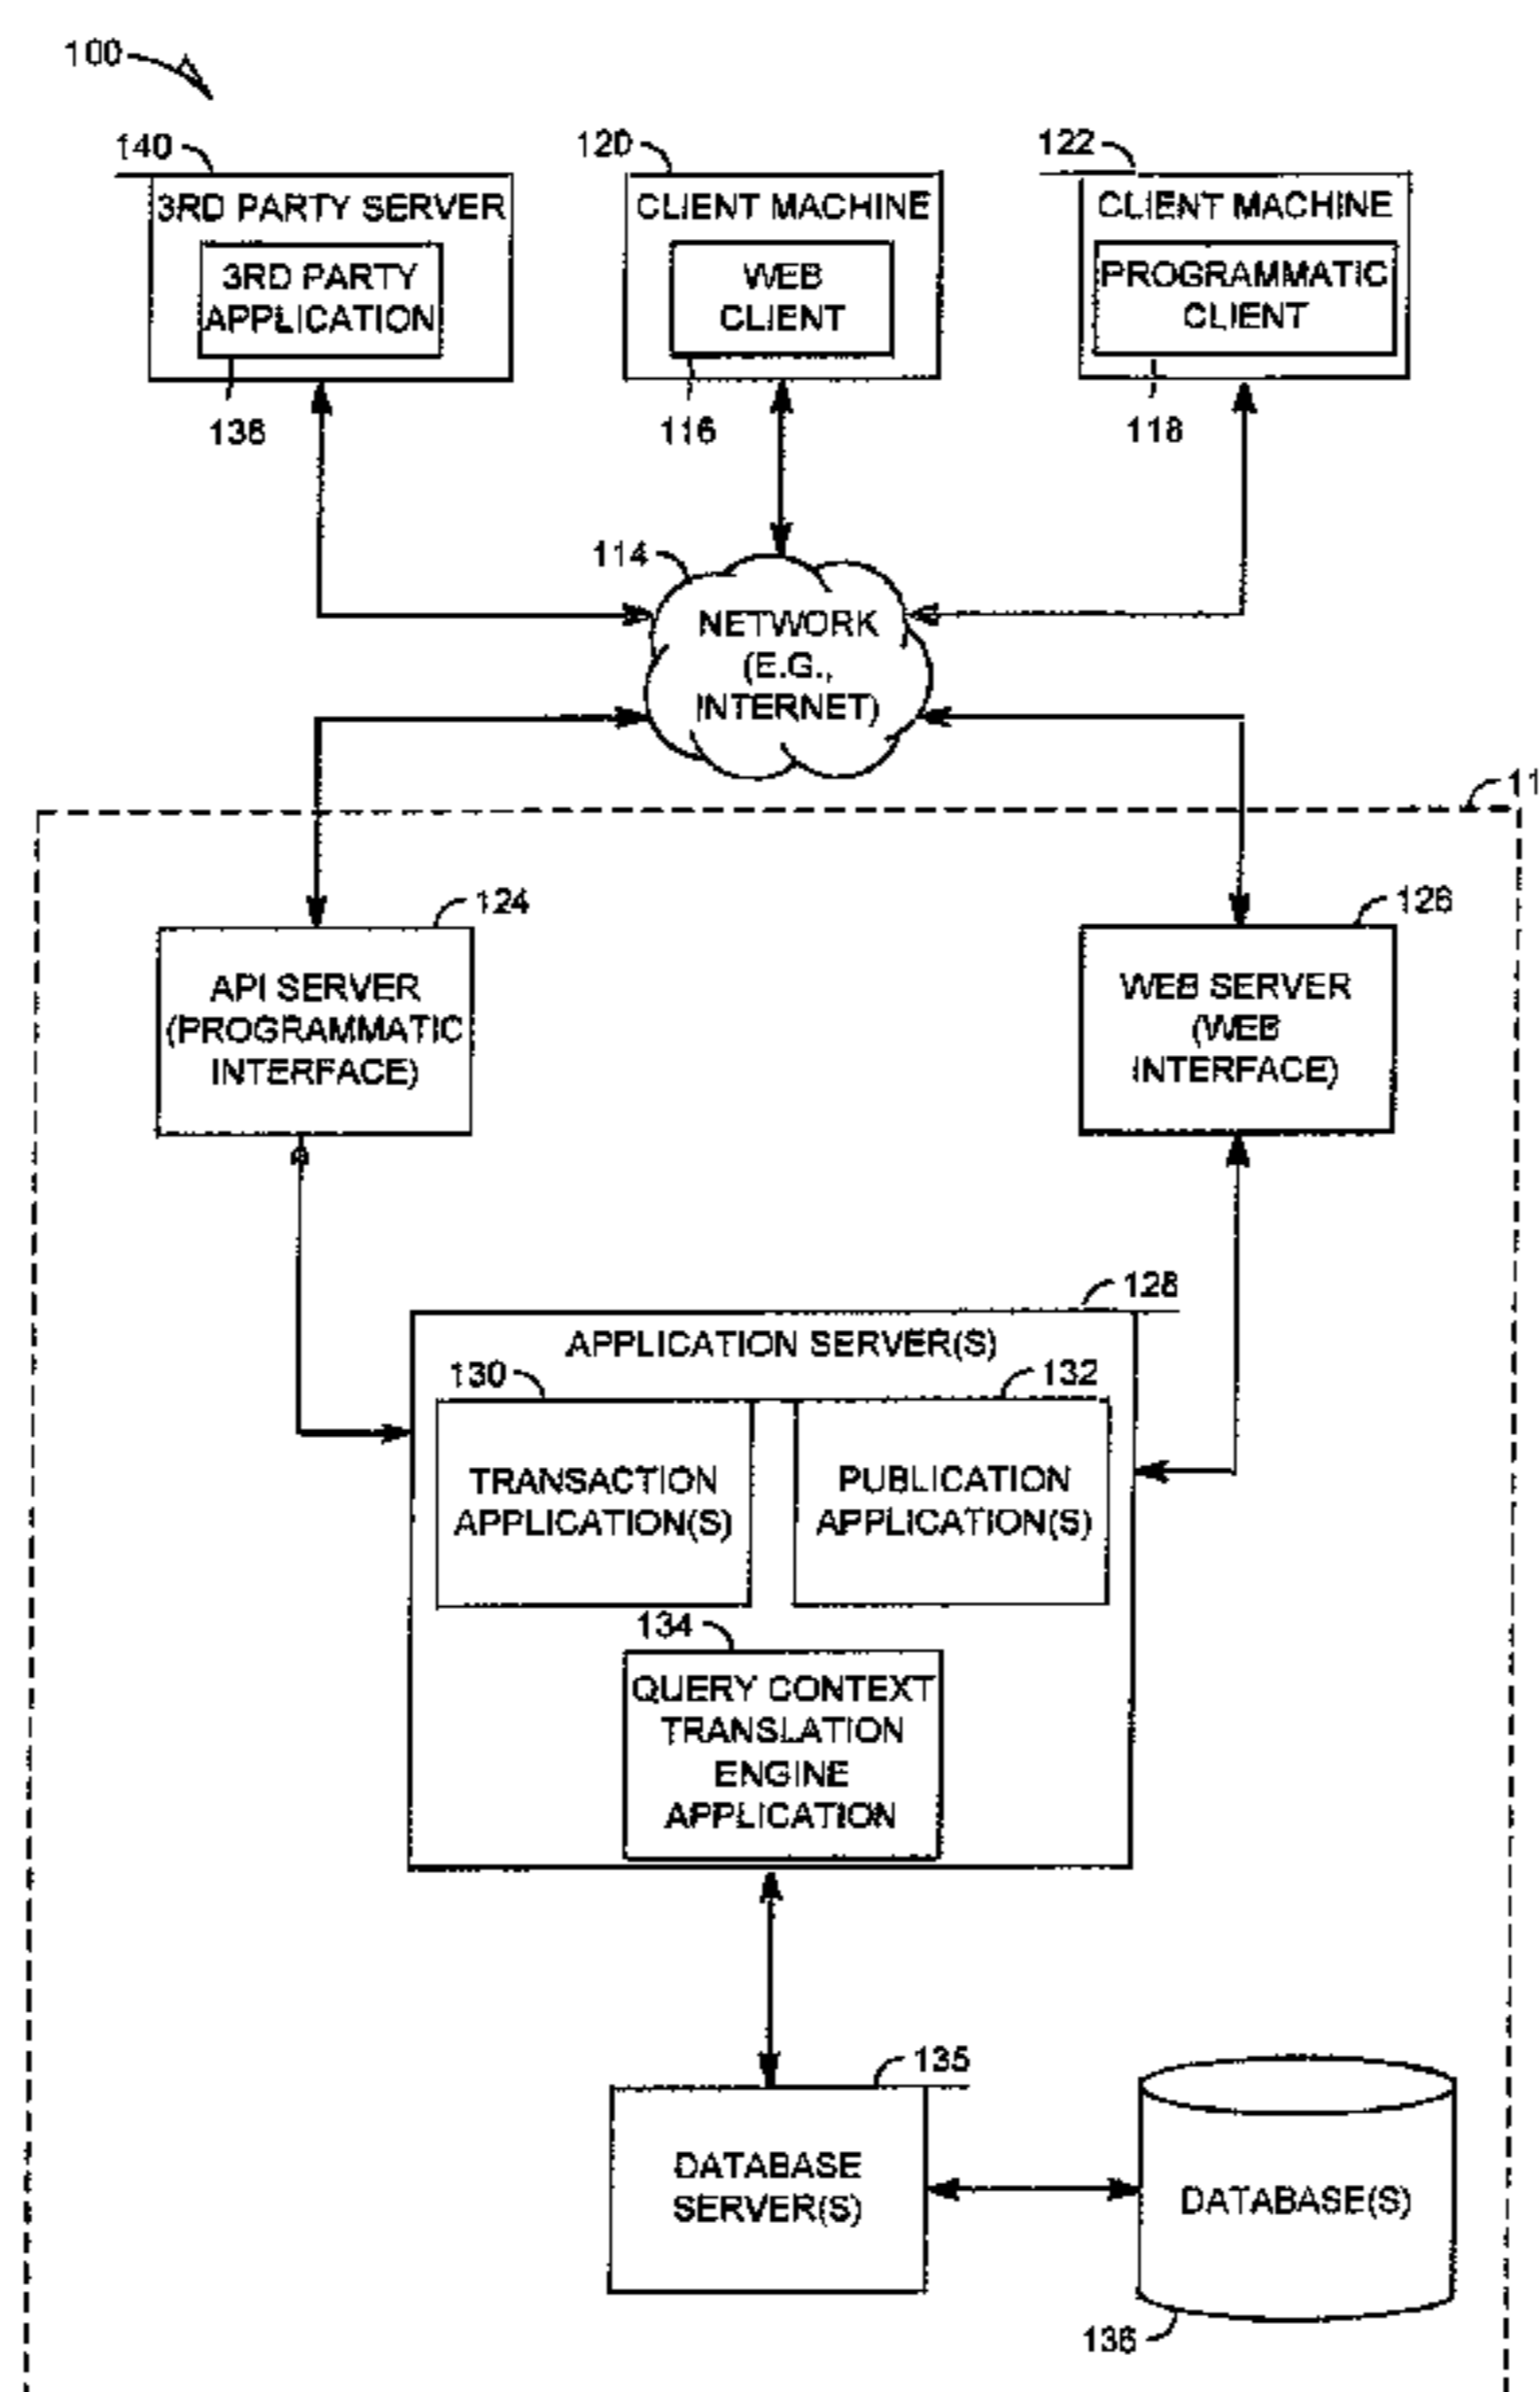 100
140
120
122
3RD PARTY SERVER
3RD PARTY
APPLICATION
CLIENT MACHINE
WEB
CLIENT
CLIENT MACHINE
PROGRAMMATIC
CLIENT
138
116
118
114
NETWORK
(E.G.,
INTERNET)
11
124
126
API SERVER
(PROGRAMMATIC
INTERFACE)
WEB SERVER
(WEB
INTERFACE)
128
APPLICATION SERVER(S)
130
132
TRANSACTION
APPLICATION(S)
PUBLICATION
APPLICATION(S)
134
QUERY CONTEXT
TRANSLATION
ENGINE
APPLICATION
135
DATABASE
SERVER(S)
DATABASE(S)
136